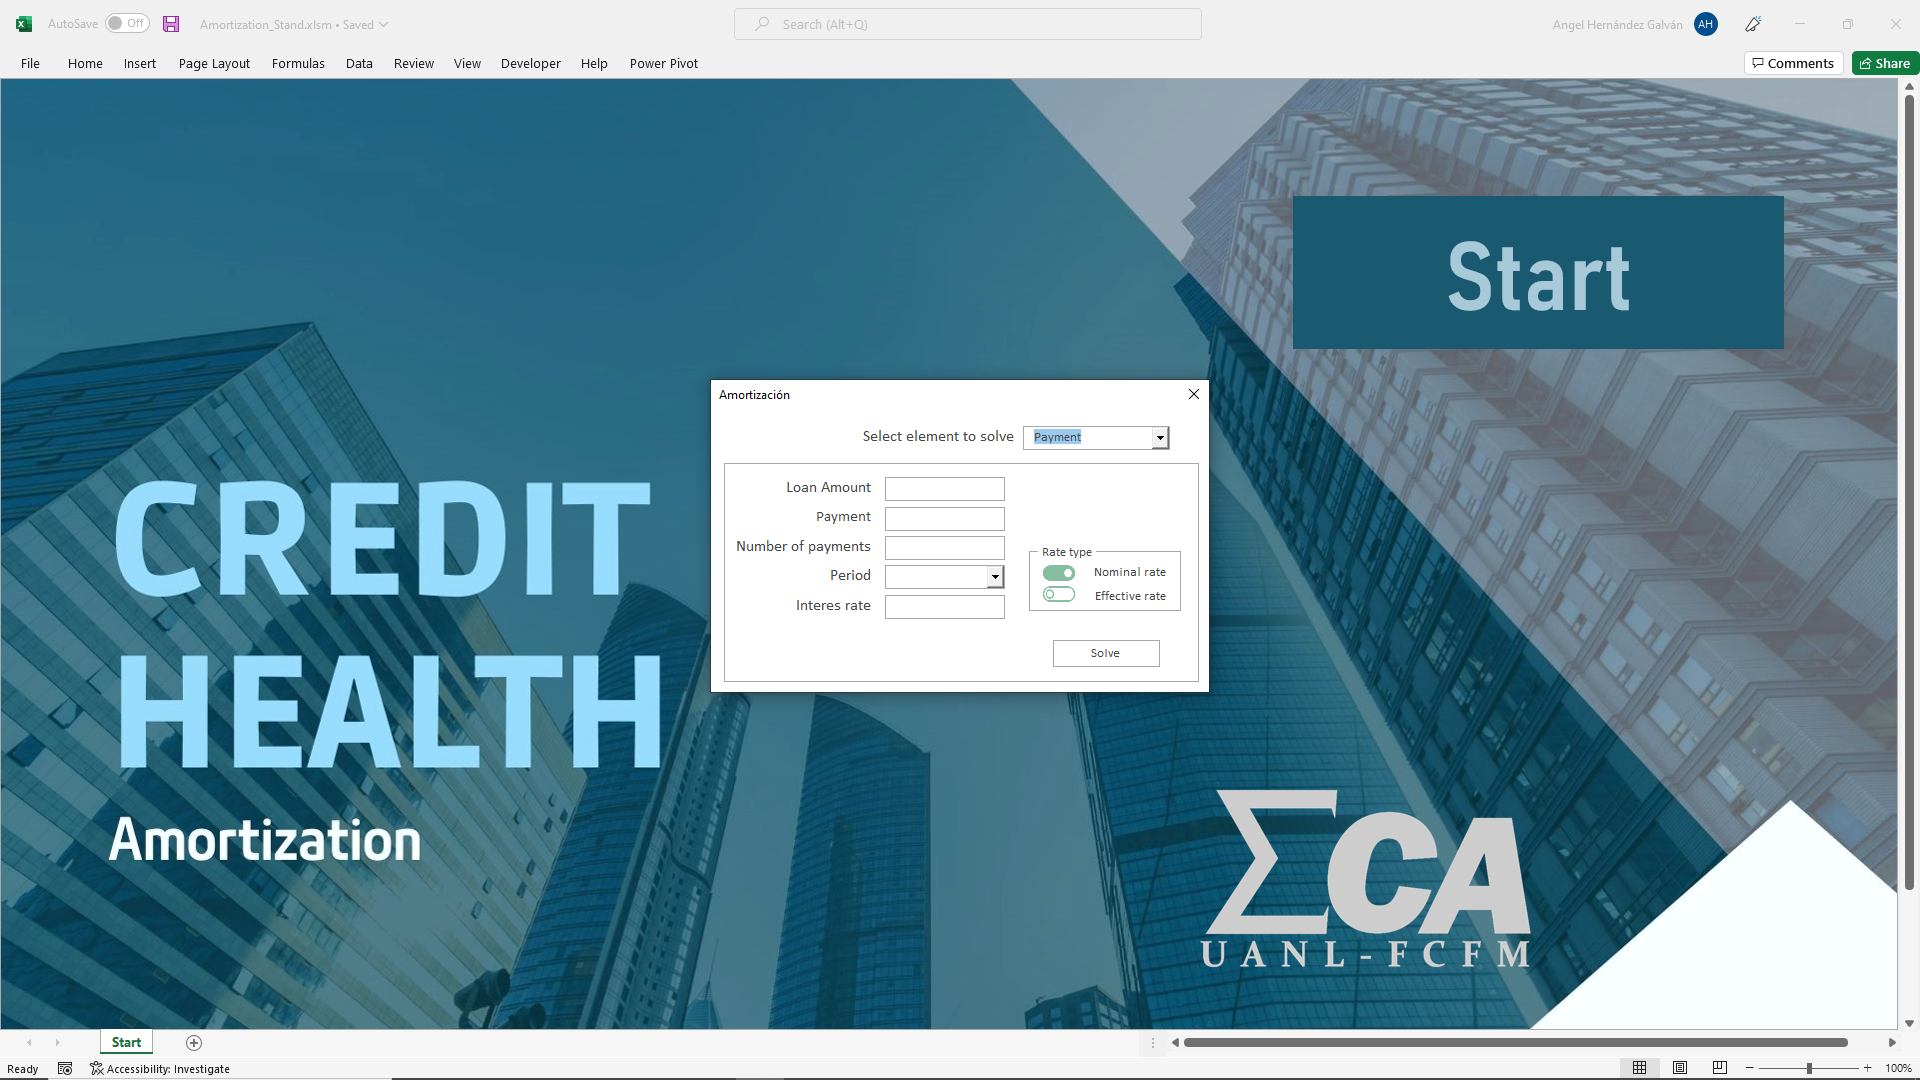 AutoSave Off Amortization_Stand.xlsm • Saved Search (Alt+Q) Angel Hernández Galván AH
File Home Insert Page Layout Formulas Data Review View Developer Help Power Pivot Comments Share
Start
Amortización
Select element to solve Payment
Loan Amount
Payment
Number of payments
Period
Interes rate
Rate type
Nominal rate
Effective rate
Solve
CREDIT
HEALTH
Amortization
ΣCA
UANL-FCFM
Start
Ready Accessibility: Investigate 100%